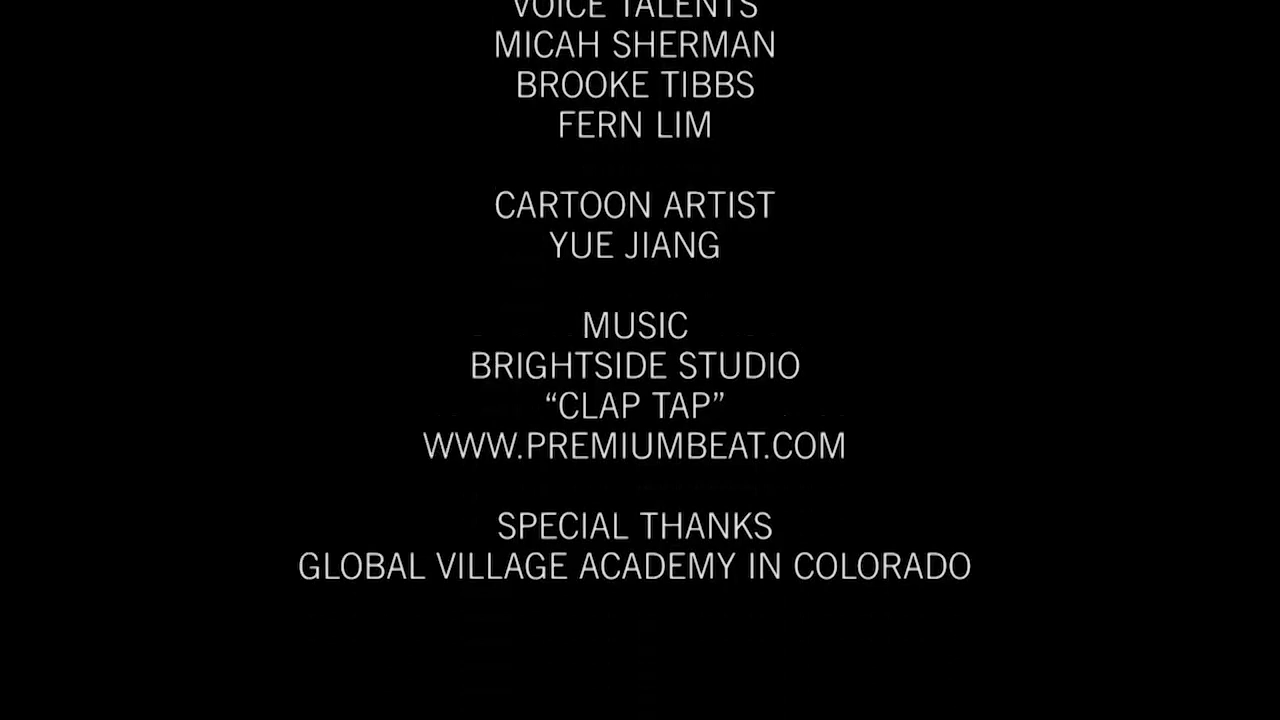 VOICE TALENTS
MICAH SHERMAN
BROOKE TIBBS
FERN LIM
CARTOON ARTIST
YUE JIANG
MUSIC
BRIGHTSIDE STUDIO
“CLAP TAP”
WWW.PREMIUMBEAT.COM
SPECIAL THANKS
GLOBAL VILLAGE ACADEMY IN COLORADO